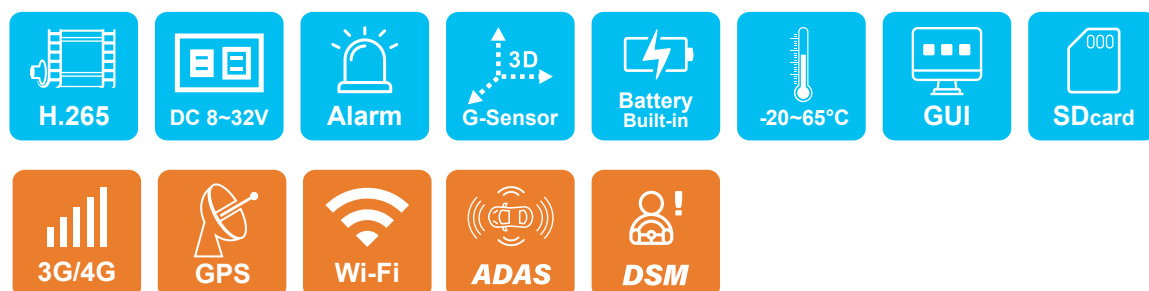 H.265
DC 8~32V
Alarm
3D
G-Sensor
Battery
Built-in
-20~65°C
GUI
000
SDcard
3G/4G
GPS
Wi-Fi
ADAS
!
DSM